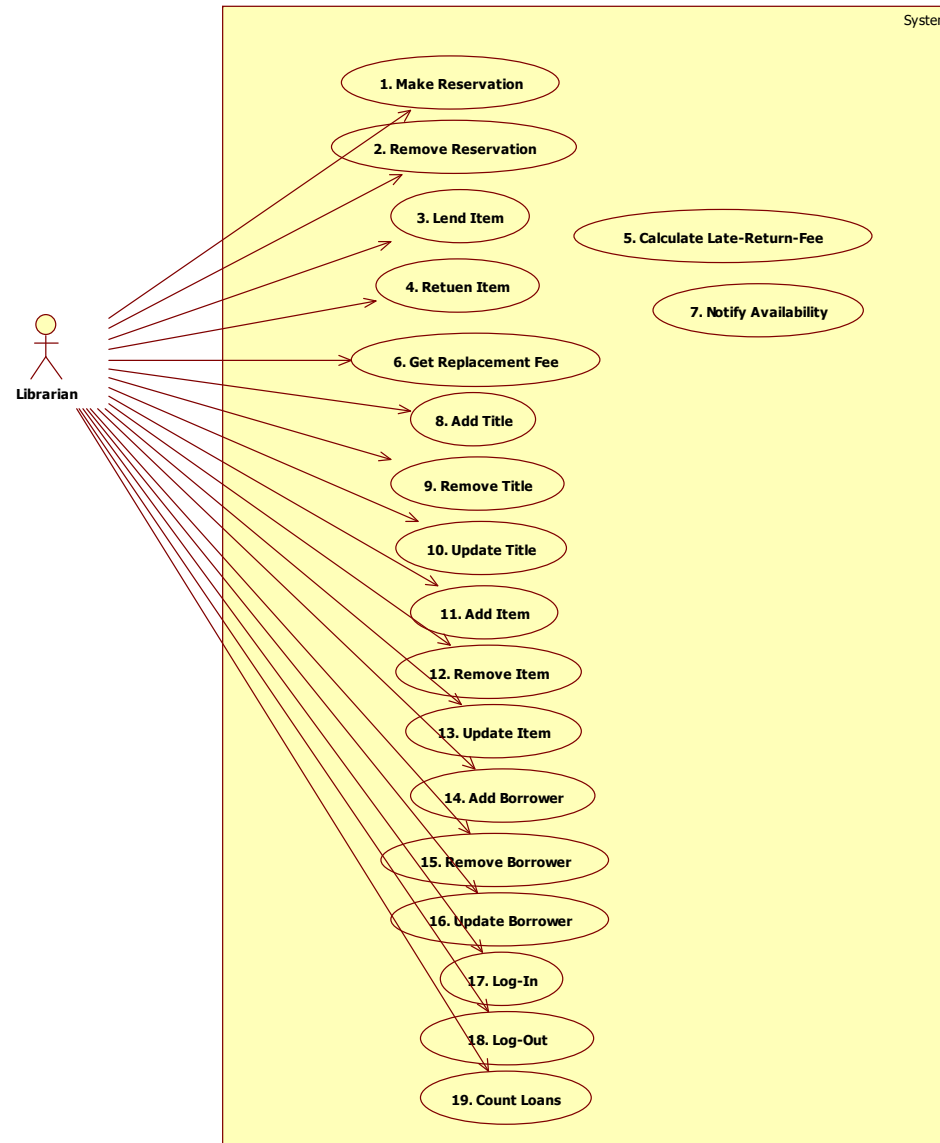 System
1. Make Reservation
2. Remove Reservation
3. Lend Item
5. Calculate Late-Return-Fee
4. Retuen Item
7. Notify Availability
6. Get Replacement Fee
Librarian
8. Add Title
9. Remove Title
10. Update Title
11. Add Item
12. Remove Item
13. Update Item
14. Add Borrower
15. Remove Borrower
16. Update Borrower
17. Log-In
18. Log-Out
19. Count Loans